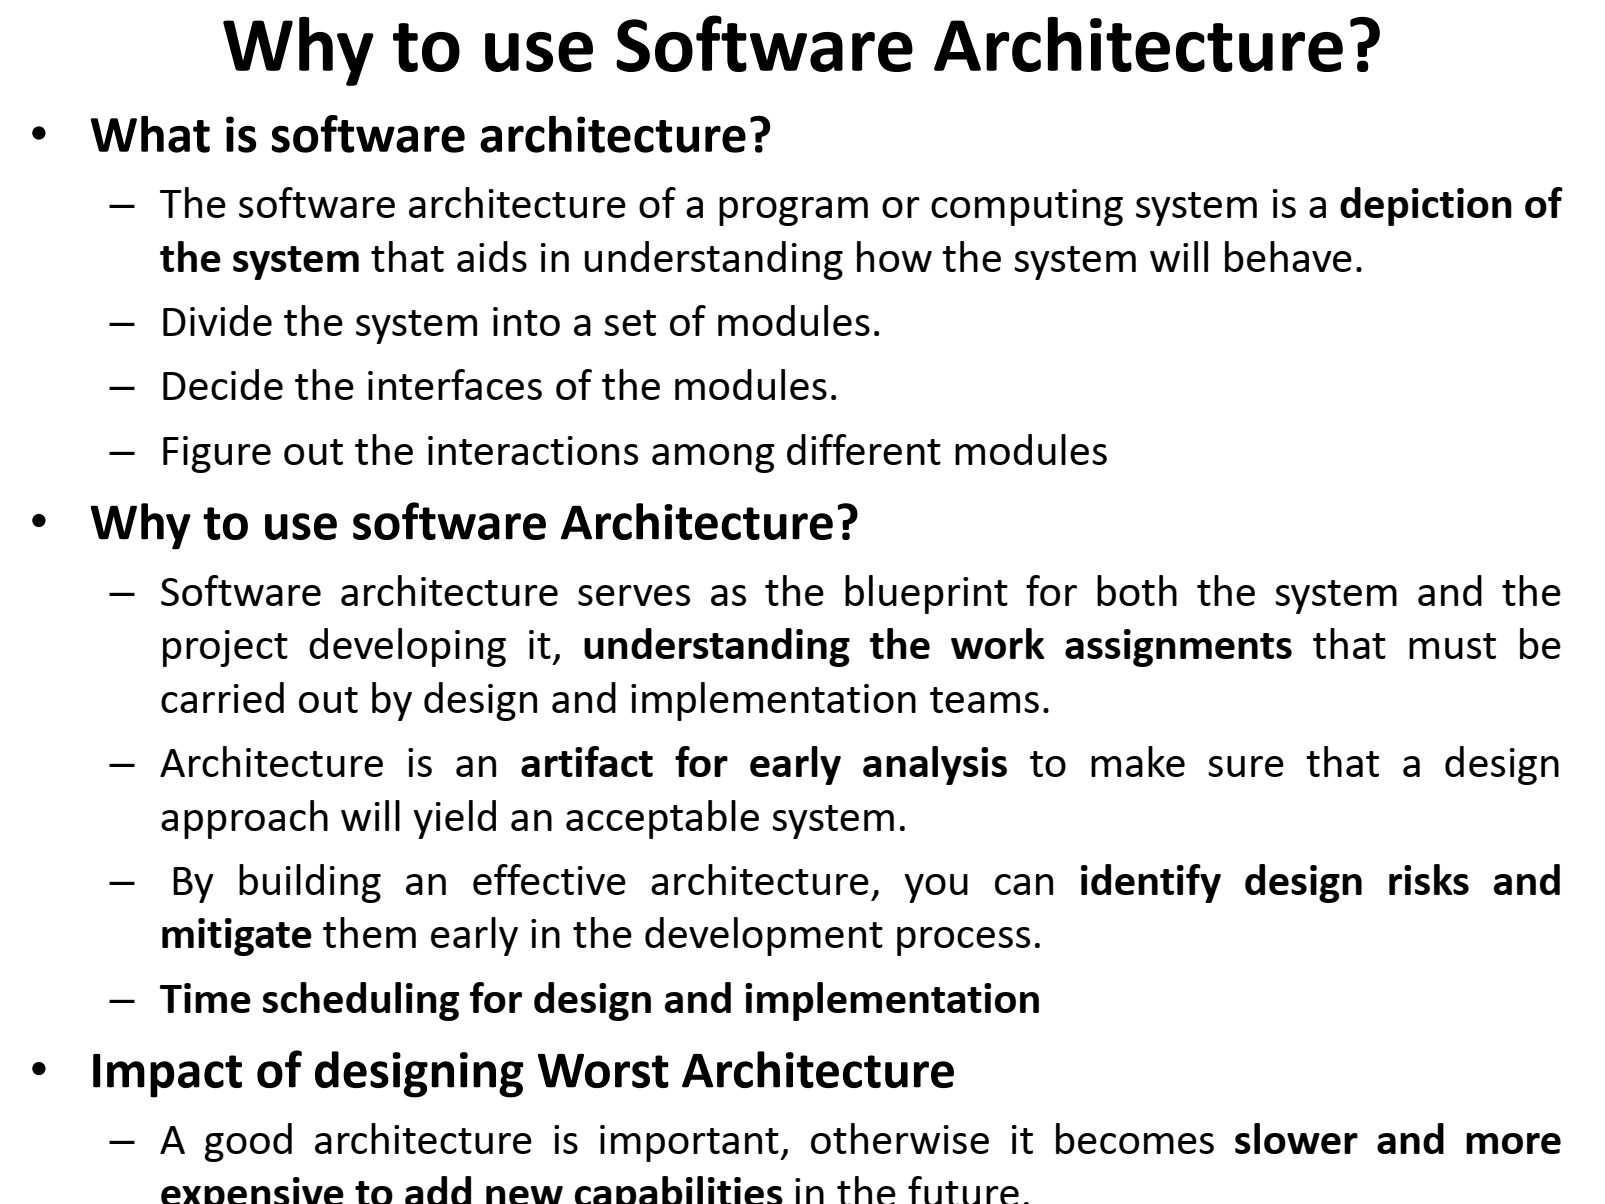 Why to use Software Architecture?
• What is software architecture?
– The software architecture of a program or computing system is a depiction of
the system that aids in understanding how the system will behave.
– Divide the system into a set of modules.
– Decide the interfaces of the modules.
– Figure out the interactions among different modules
• Why to use software Architecture?
– Software architecture serves as the blueprint for both the system and the
project developing it, understanding the work assignments that must be
carried out by design and implementation teams.
– Architecture is an artifact for early analysis to make sure that a design
approach will yield an acceptable system.
– By building an effective architecture, you can identify design risks and
mitigate them early in the development process.
– Time scheduling for design and implementation
• Impact of designing Worst Architecture
– A good architecture is important, otherwise it becomes slower and more
expensive to add new capabilities in the future.